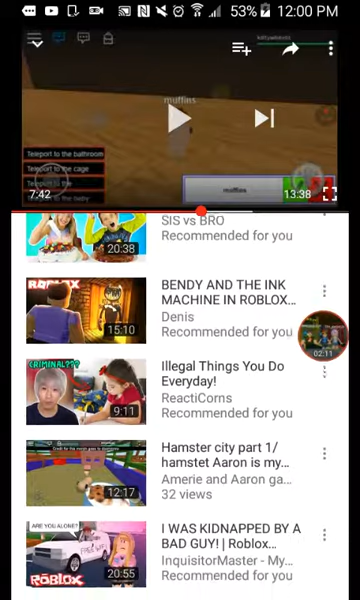 53% 12:00 PM
muffins
Teleport to the bathroom
Teleport to the cage
Teleport to the
muffins
7:42
13:38
SIS vs BRO
Recommended for you
20:38
ROBLOX
BENDY AND THE INK
MACHINE IN ROBLOX...
Denis
Recommended for you
15:10
02:11
CRIMINAL???
Illegal Things You Do
Everyday!
ReactiCorns
Recommended for you
9:11
Hamster city part 1/
hamstet Aaron is my...
Amerie and Aaron ga...
32 views
12:17
ARE YOU ALONE?
ROBLOX
I WAS KIDNAPPED BY A
BAD GUY! | Roblox...
InquisitorMaster - My...
Recommended for you
20:55